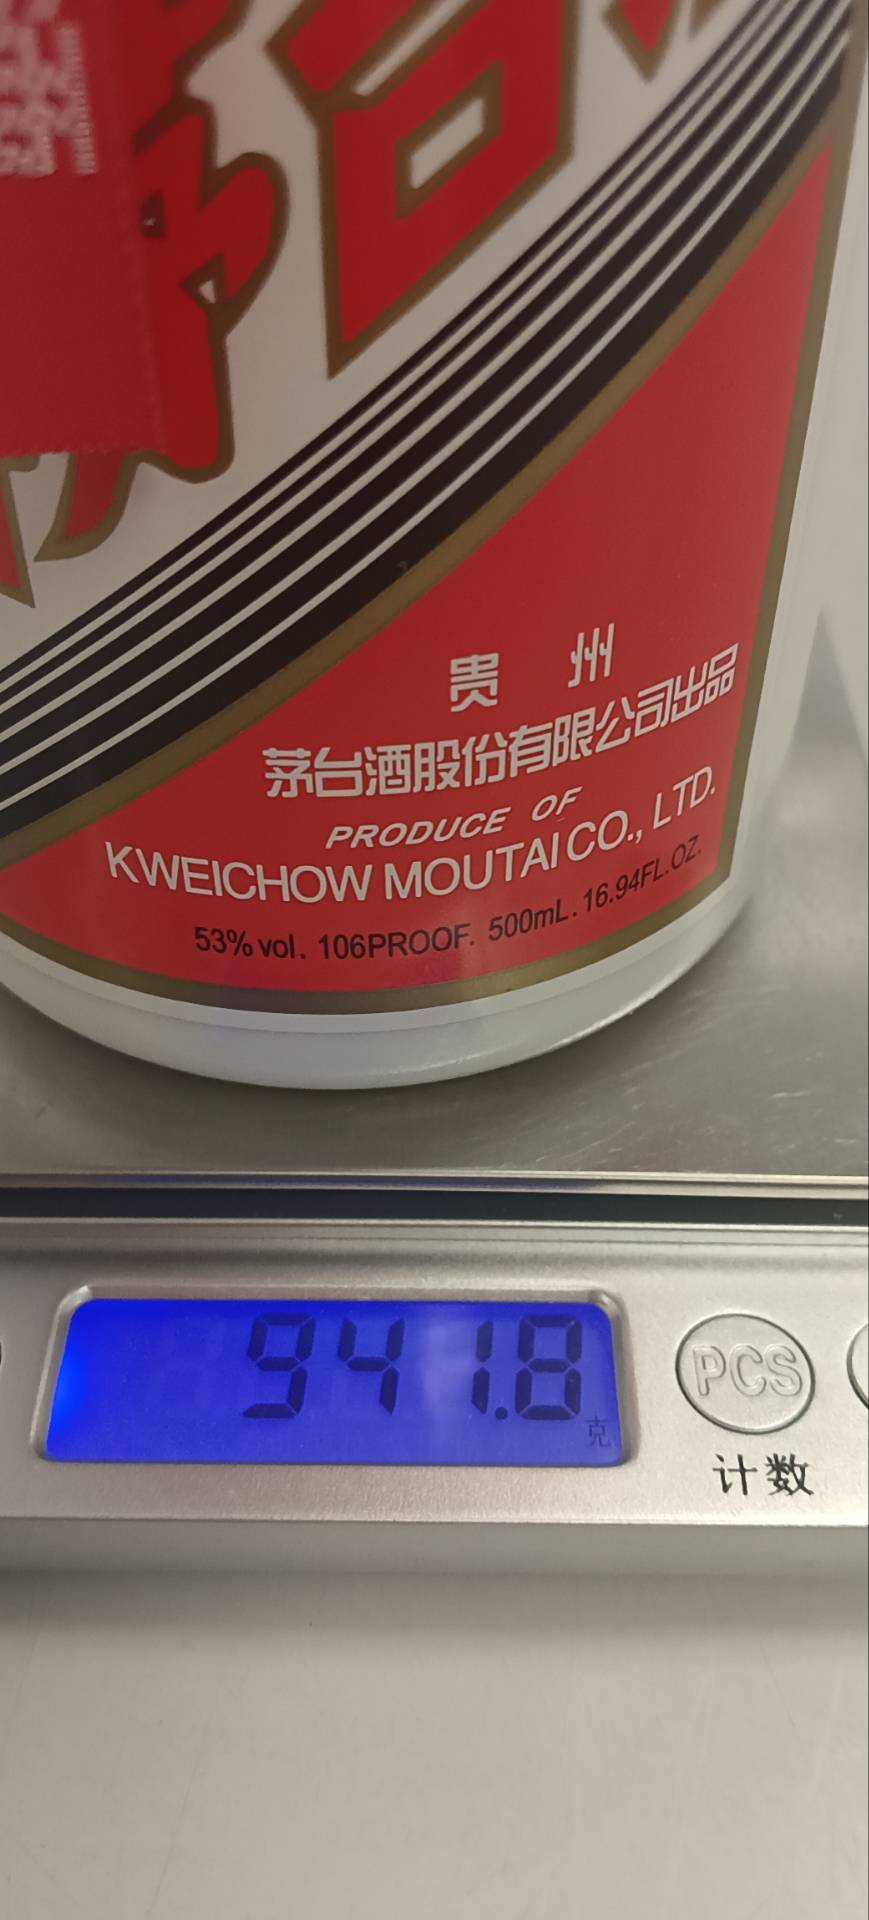 贵 州
茅台酒股份有限公司出品
PRODUCE OF
KWEICHOW MOUTAI CO., LTD.
53% vol. 106PROOF. 500mL. 16.94FL.OZ.
941.8
克
PCS
计数